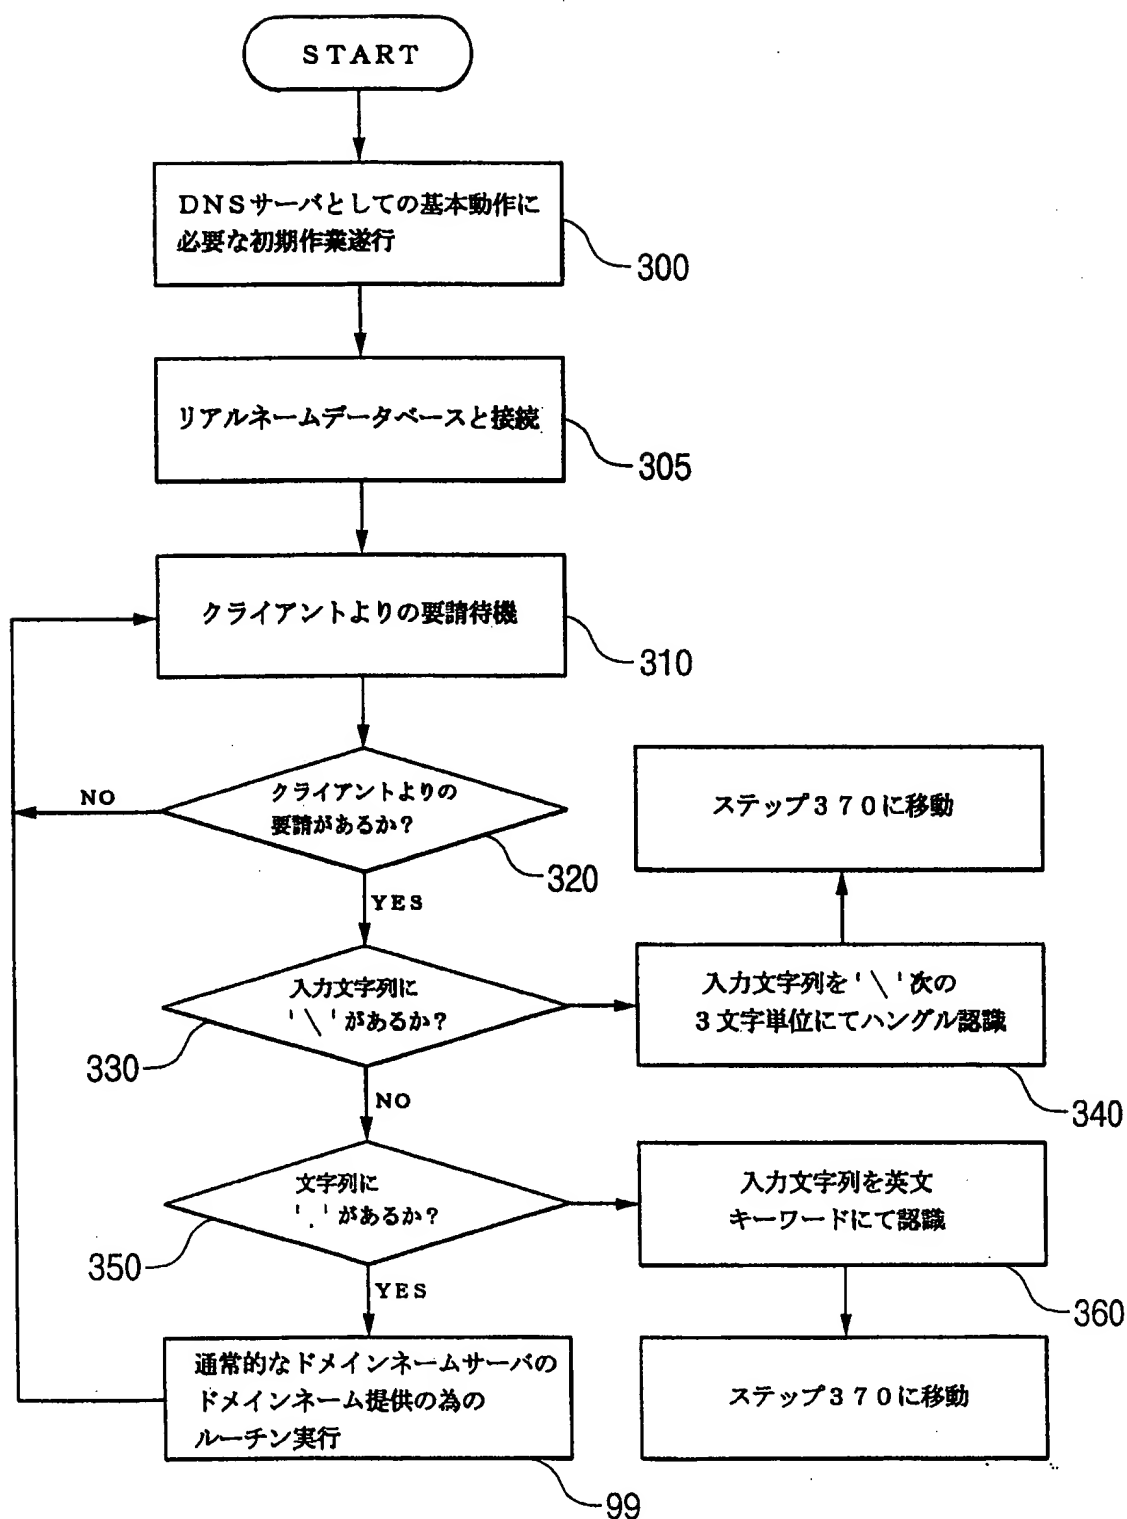 START
DNSサーバとしての基本動作に
必要な初期作業遂行
300
リアルネームデータベースと接続
305
クライアントよりの要請待機
310
NO
クライアントよりの
要請があるか?
320
YES
ステップ370に移動
入力文字列に
'\'があるか?
330
入力文字列を'\'次の
3文字単位にてハングル認識
340
NO
文字列に
'.'があるか?
350
入力文字列を英文
キーワードにて認識
360
YES
通常的なドメインネームサーバの
ドメインネーム提供の為の
ルーチン実行
99
ステップ370に移動